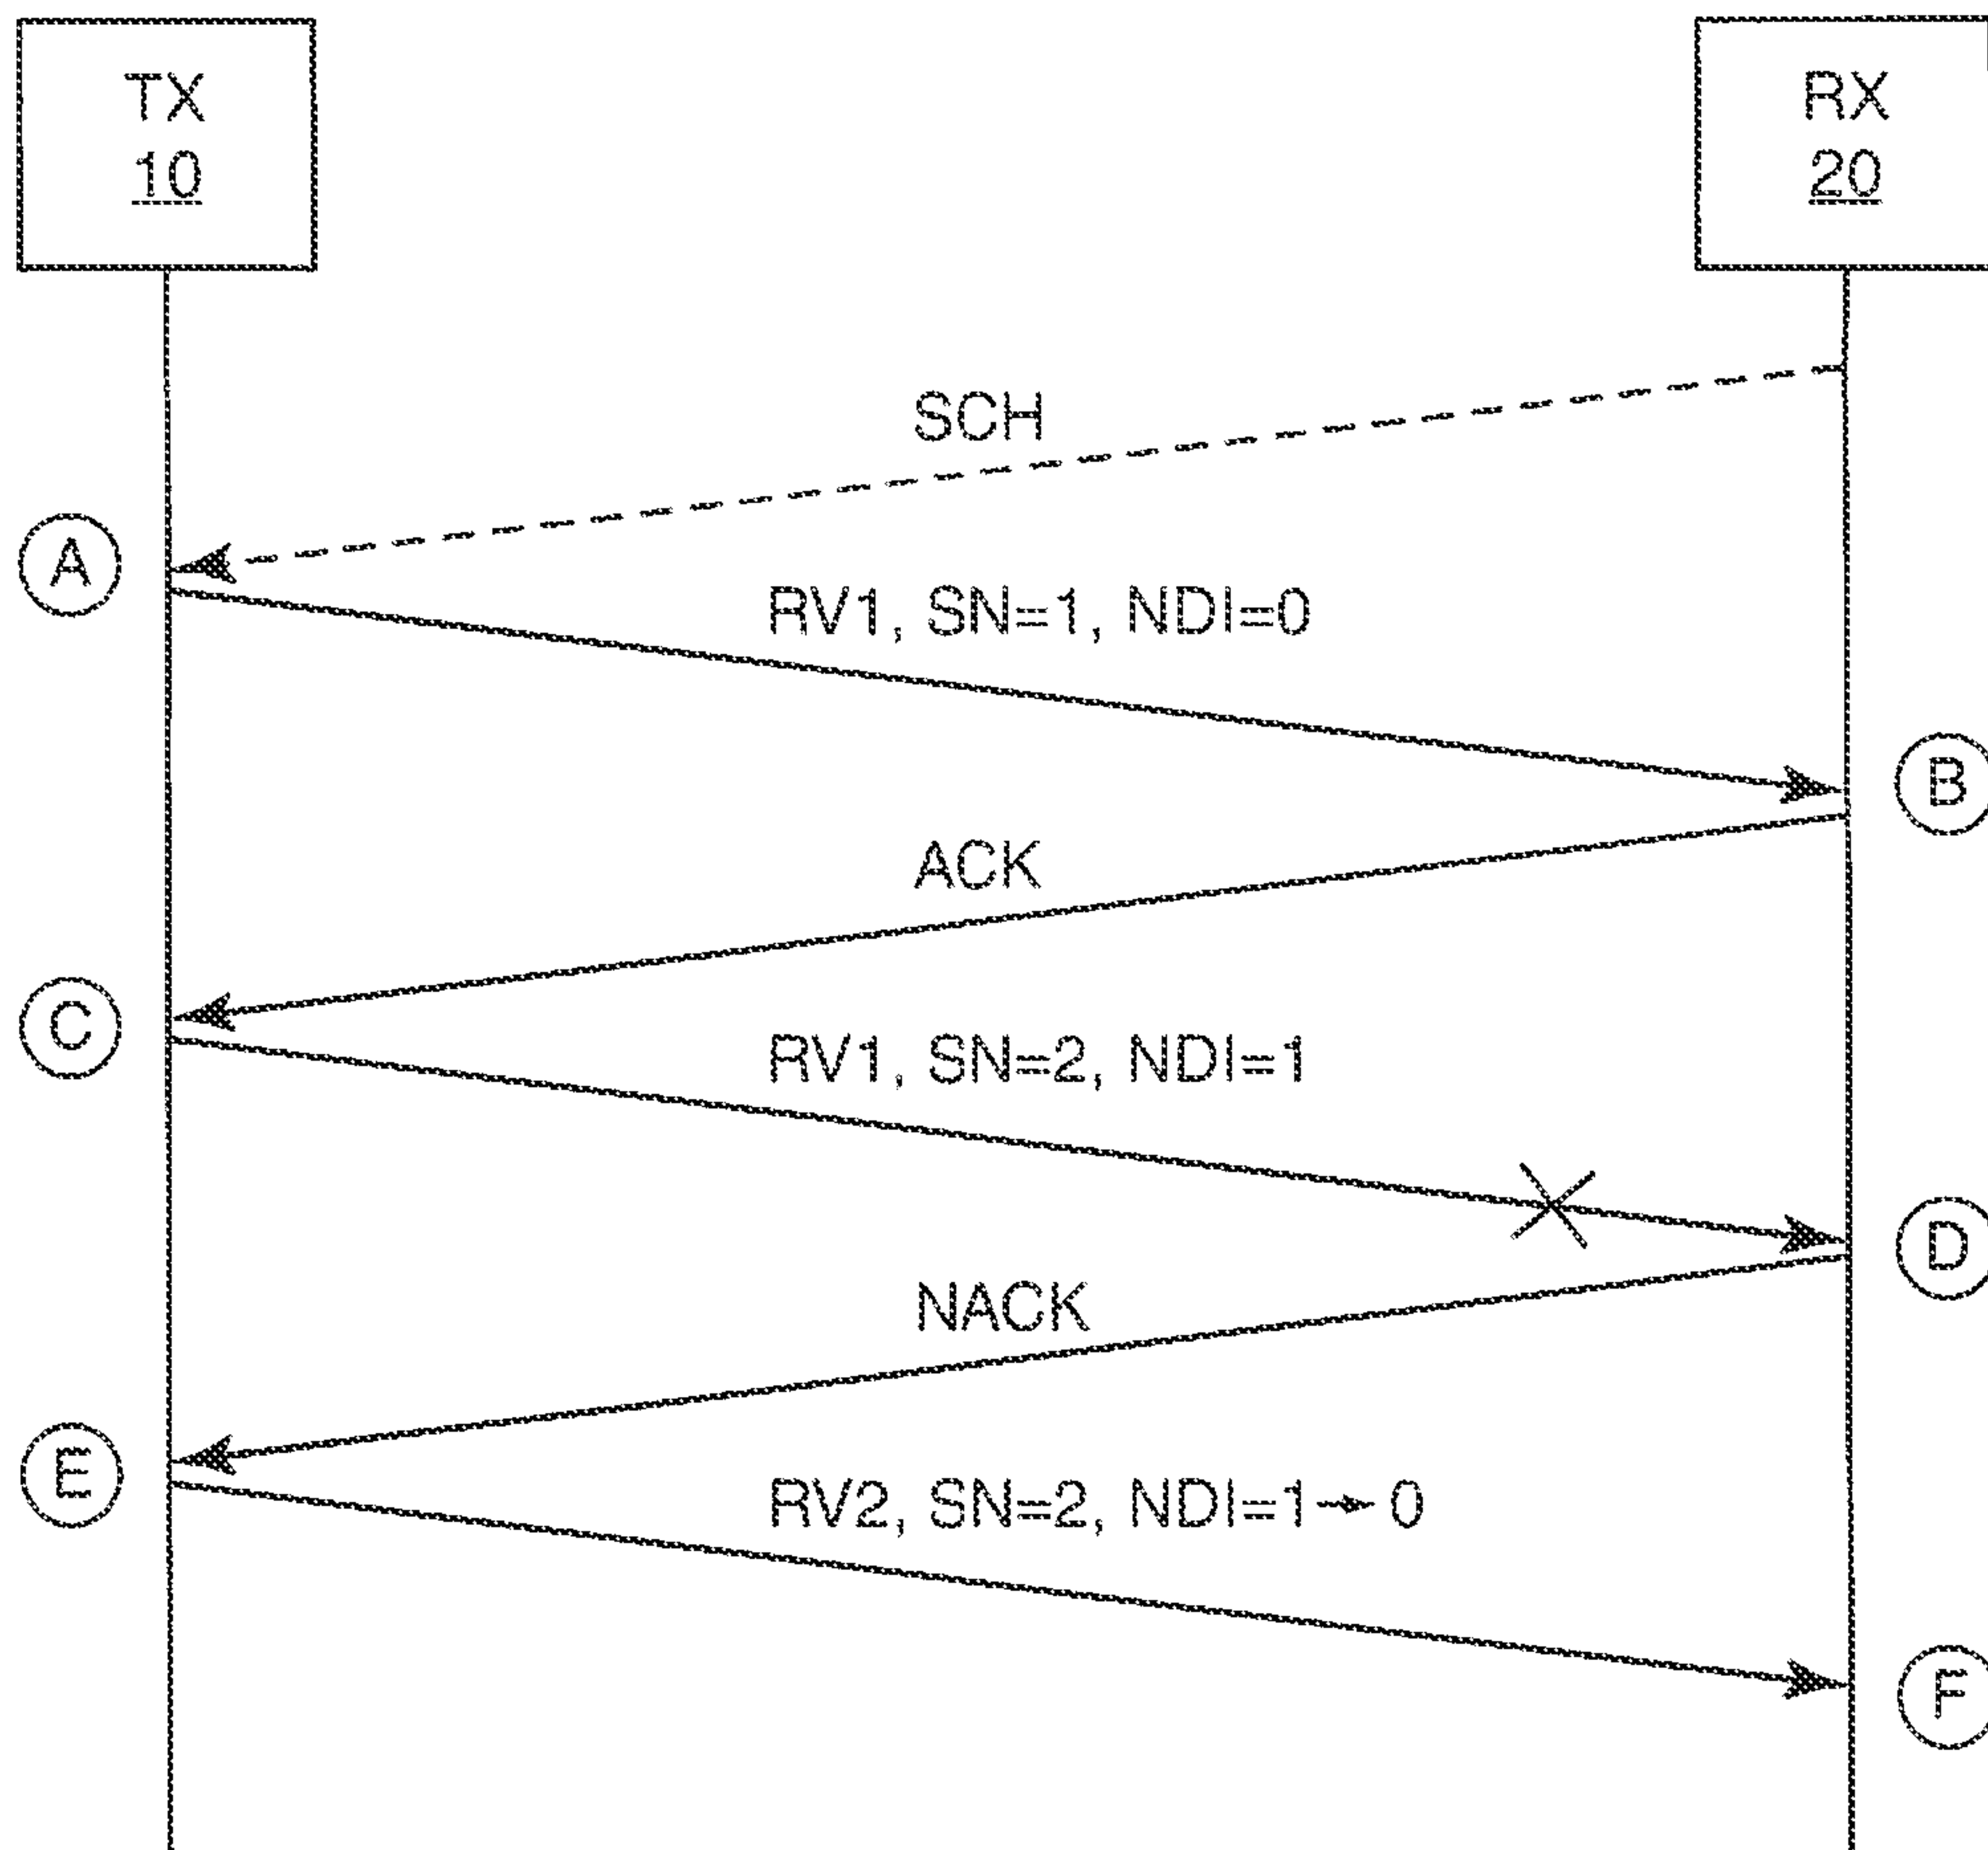 TX
10
RX
20
SCH
A
RV1, SN=1, NDI=0
B
ACK
C
RV1, SN=2, NDI=1
D
NACK
E
RV2, SN=2, NDI=1→0
F